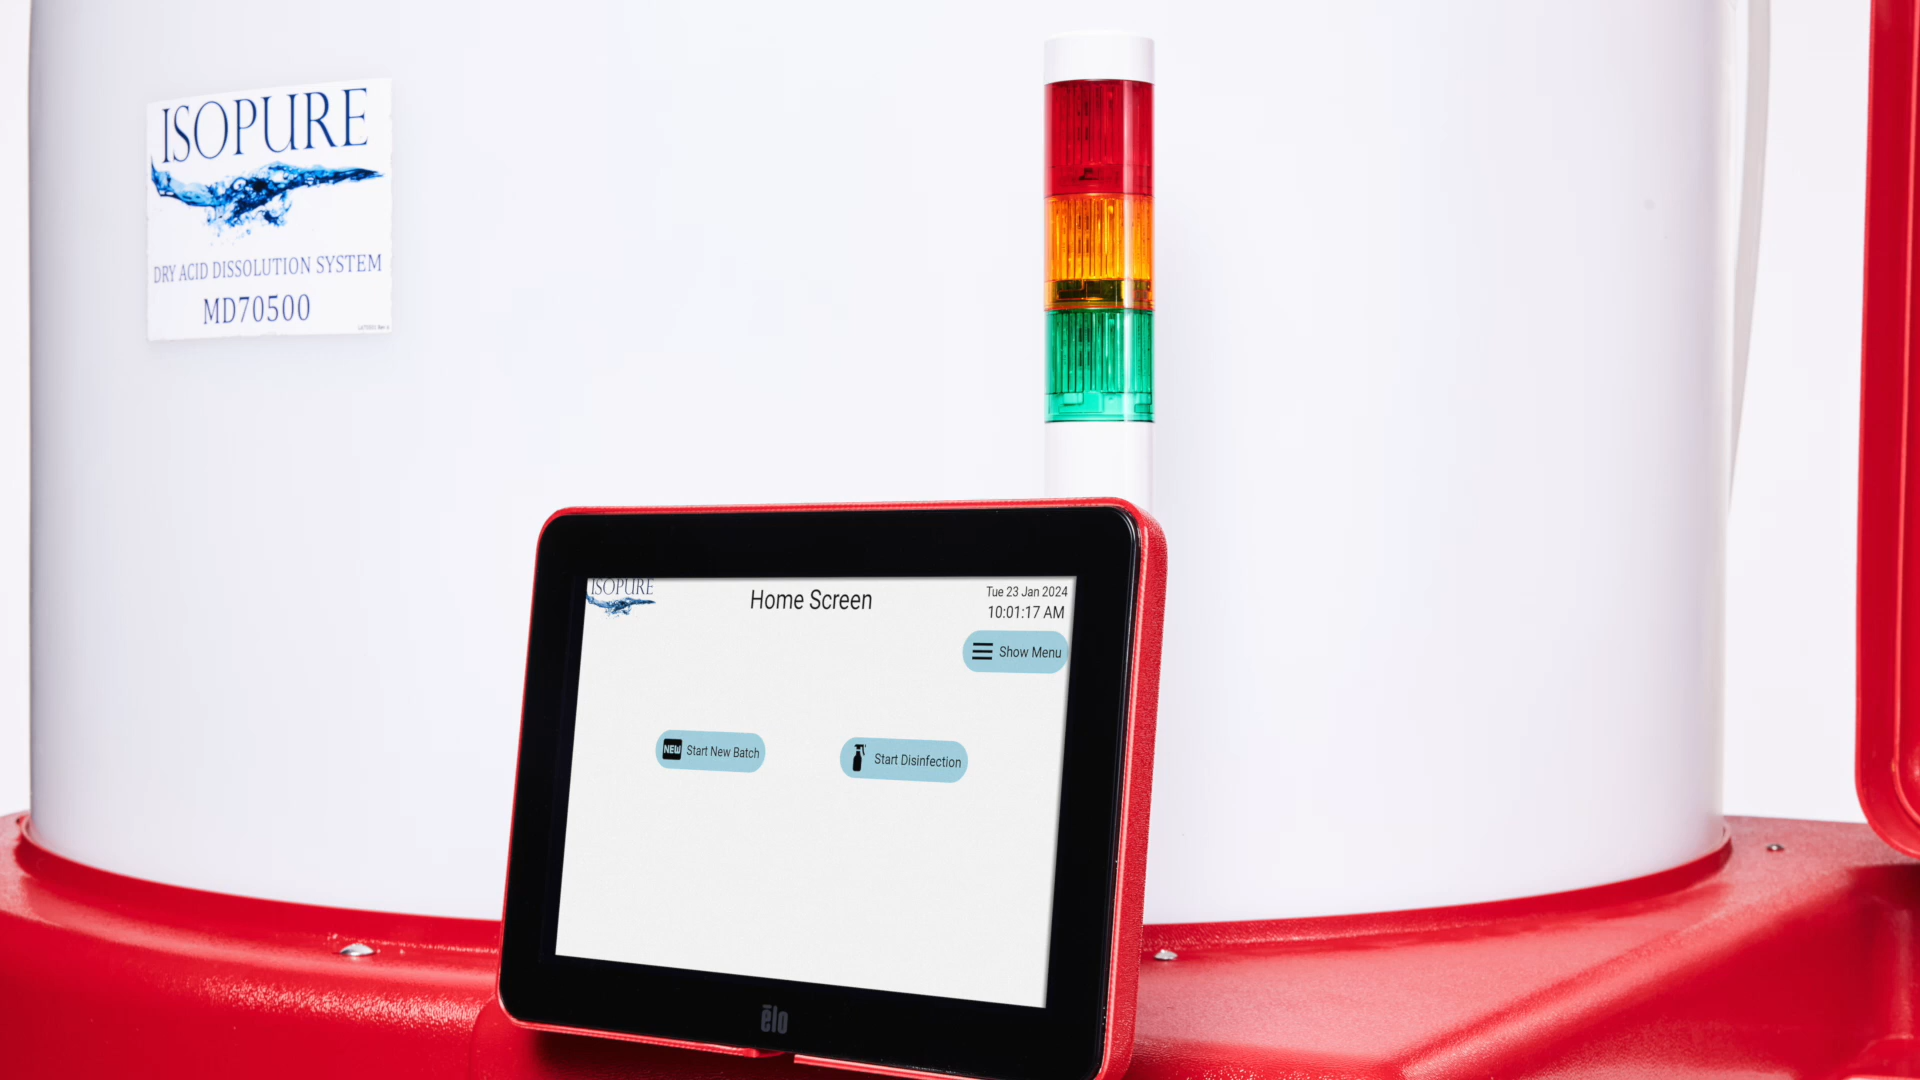 ISOPURE
DRY ACID DISSOLUTION SYSTEM
MD70500
ISOPURE
Home Screen
Tue 23 Jan 2024
10:01:17 AM
Show Menu
NEW Start New Batch
Start Disinfection
elo